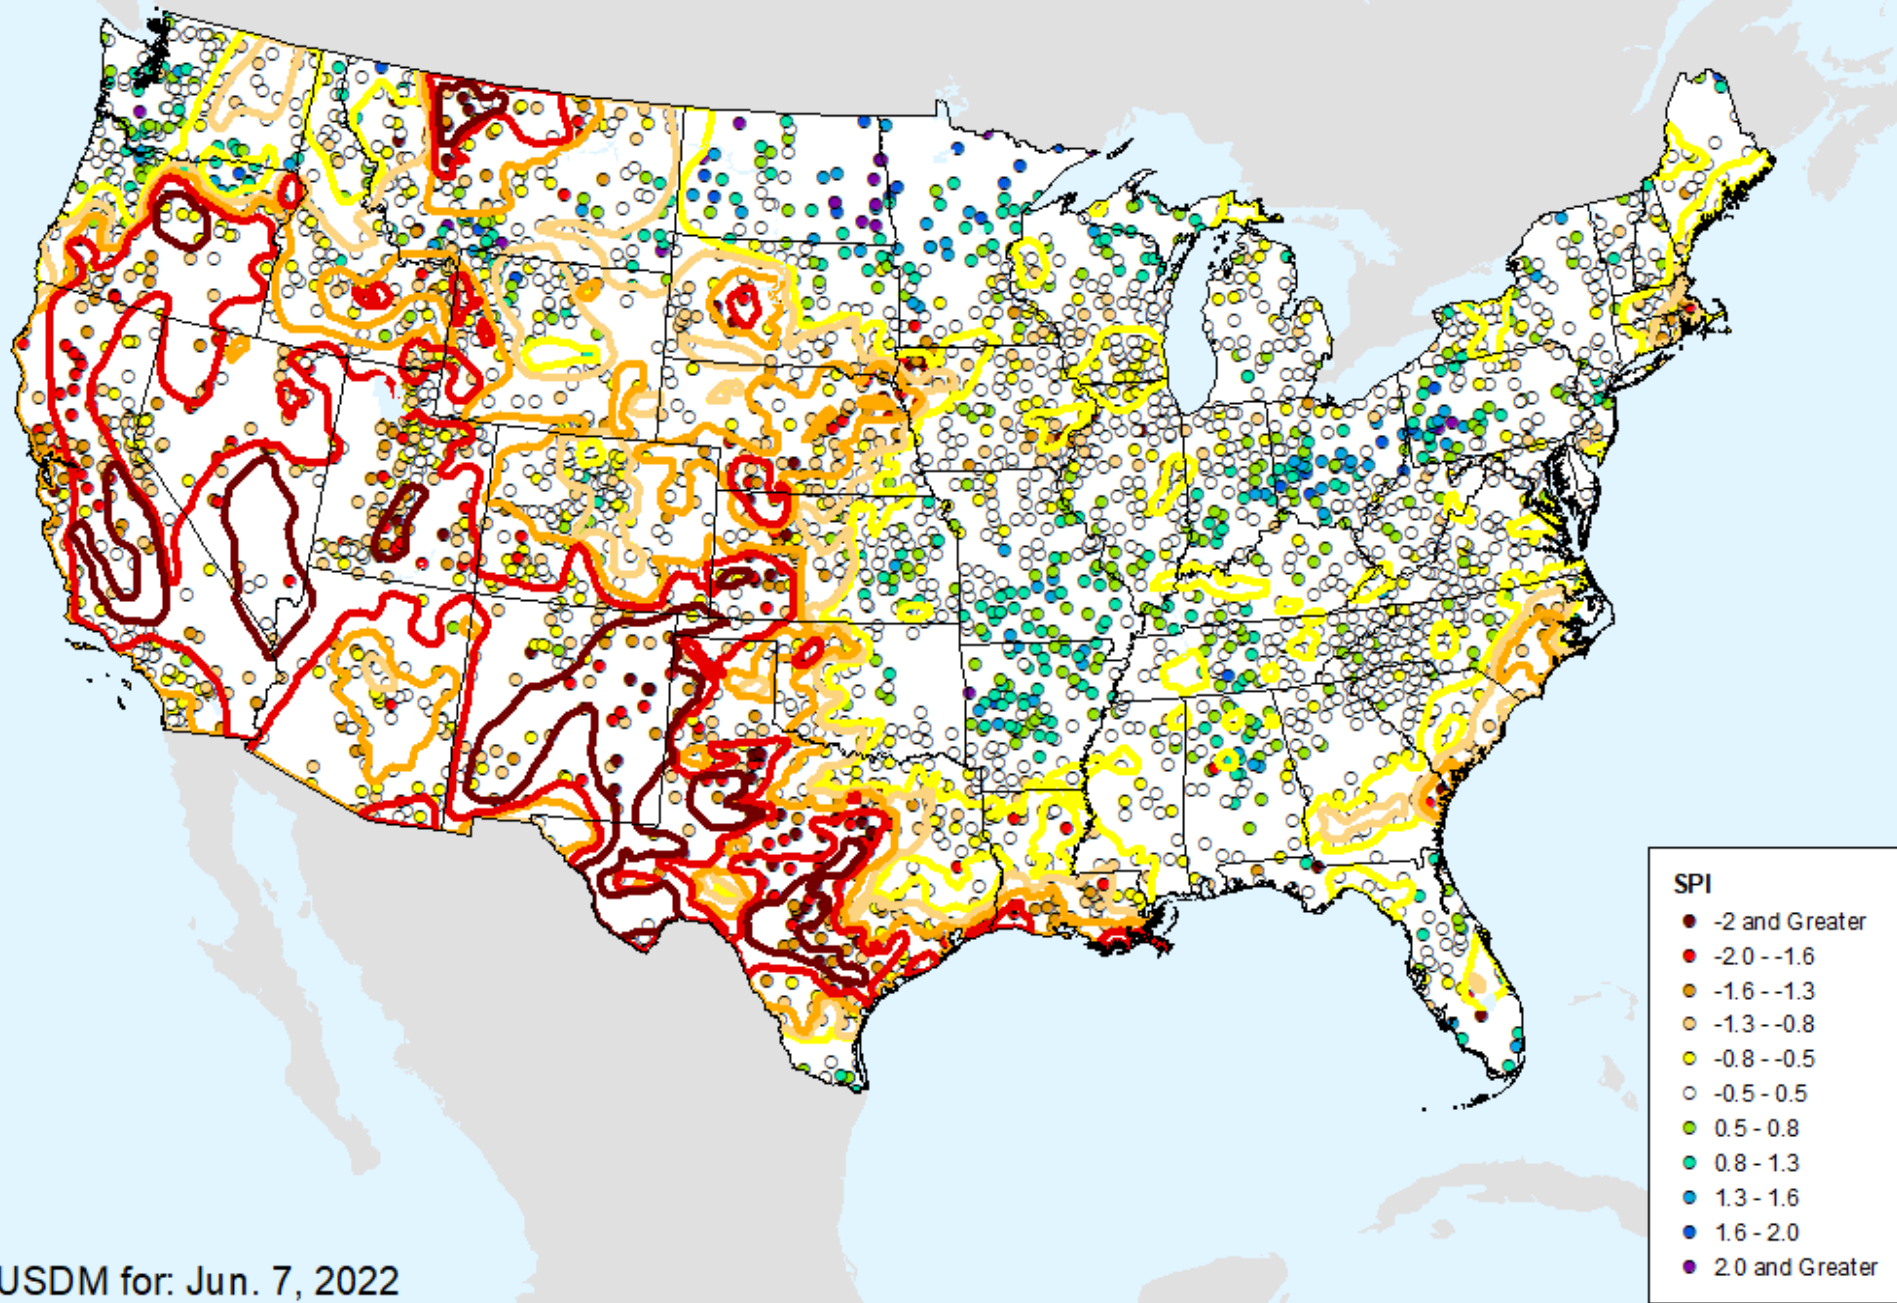 SPI
-2 and Greater
-2.0 - -1.6
-1.6 - -1.3
-1.3 - -0.8
-0.8 - -0.5
-0.5 - 0.5
0.5 - 0.8
0.8 - 1.3
1.3 - 1.6
1.6 - 2.0
2.0 and Greater
USDM for: Jun. 7, 2022